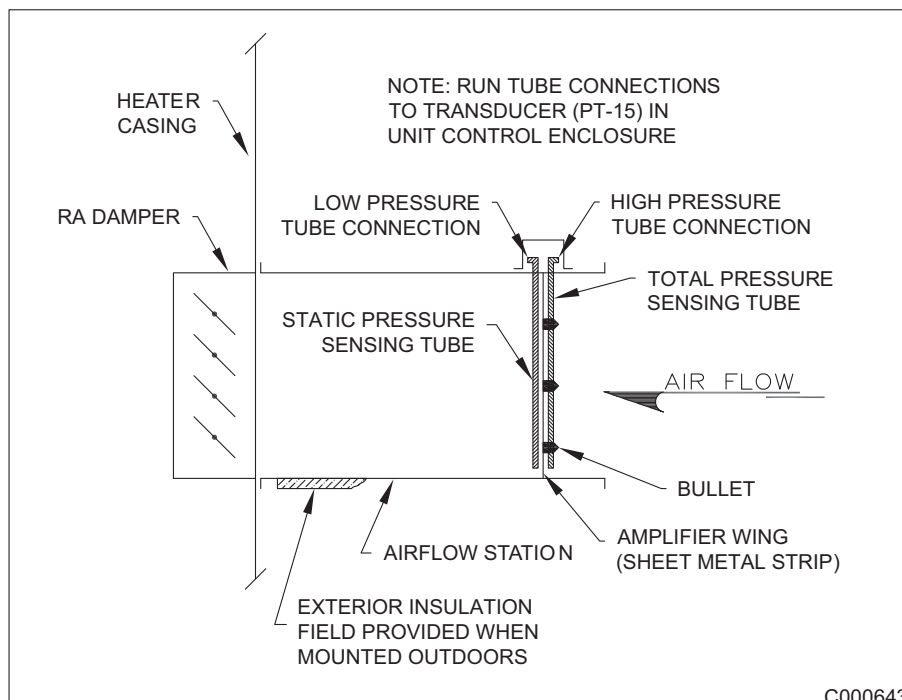 NOTE: RUN TUBE CONNECTIONS
TO TRANSDUCER (PT-15) IN
UNIT CONTROL ENCLOSURE
HEATER
CASING
LOW PRESSURE
TUBE CONNECTION
HIGH PRESSURE
TUBE CONNECTION
RA DAMPER
TOTAL PRESSURE
SENSING TUBE
STATIC PRESSURE
SENSING TUBE
AIR FLOW
BULLET
AMPLIFIER WING
(SHEET METAL STRIP)
AIRFLOW STATION
EXTERIOR INSULATION
FIELD PROVIDED WHEN
MOUNTED OUTDOORS
C000643